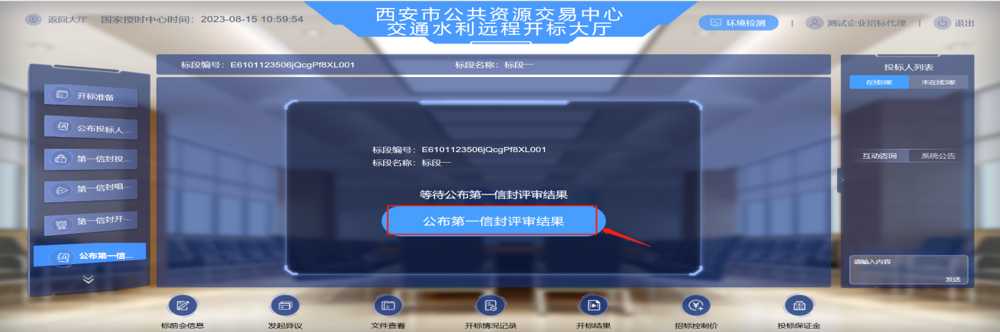 西安市公共资源交易中心
交通水利远程开标大厅
返回大厅 国家授时中心时间：2023-08-15 10:59:54
环境检测 | 测试企业招标代理 | 退出
标段编号：E6101123506jQcgPf8XL001 标段名称：标段一
开标准备
公布投标人...
第一信封投...
第一信封唱...
第一信封开...
公布第一信...
标段编号：E6101123506jQcgPf8XL001
标段名称：标段一
等待公布第一信封评审结果
公布第一信封评审结果
投标人列表
在线0家 未在线3家
互动咨询 系统公告
>
请输入内容
发送
标前会信息 发起异议 文件查看 开标情况记录 开标结果 招标控制价 投标保证金